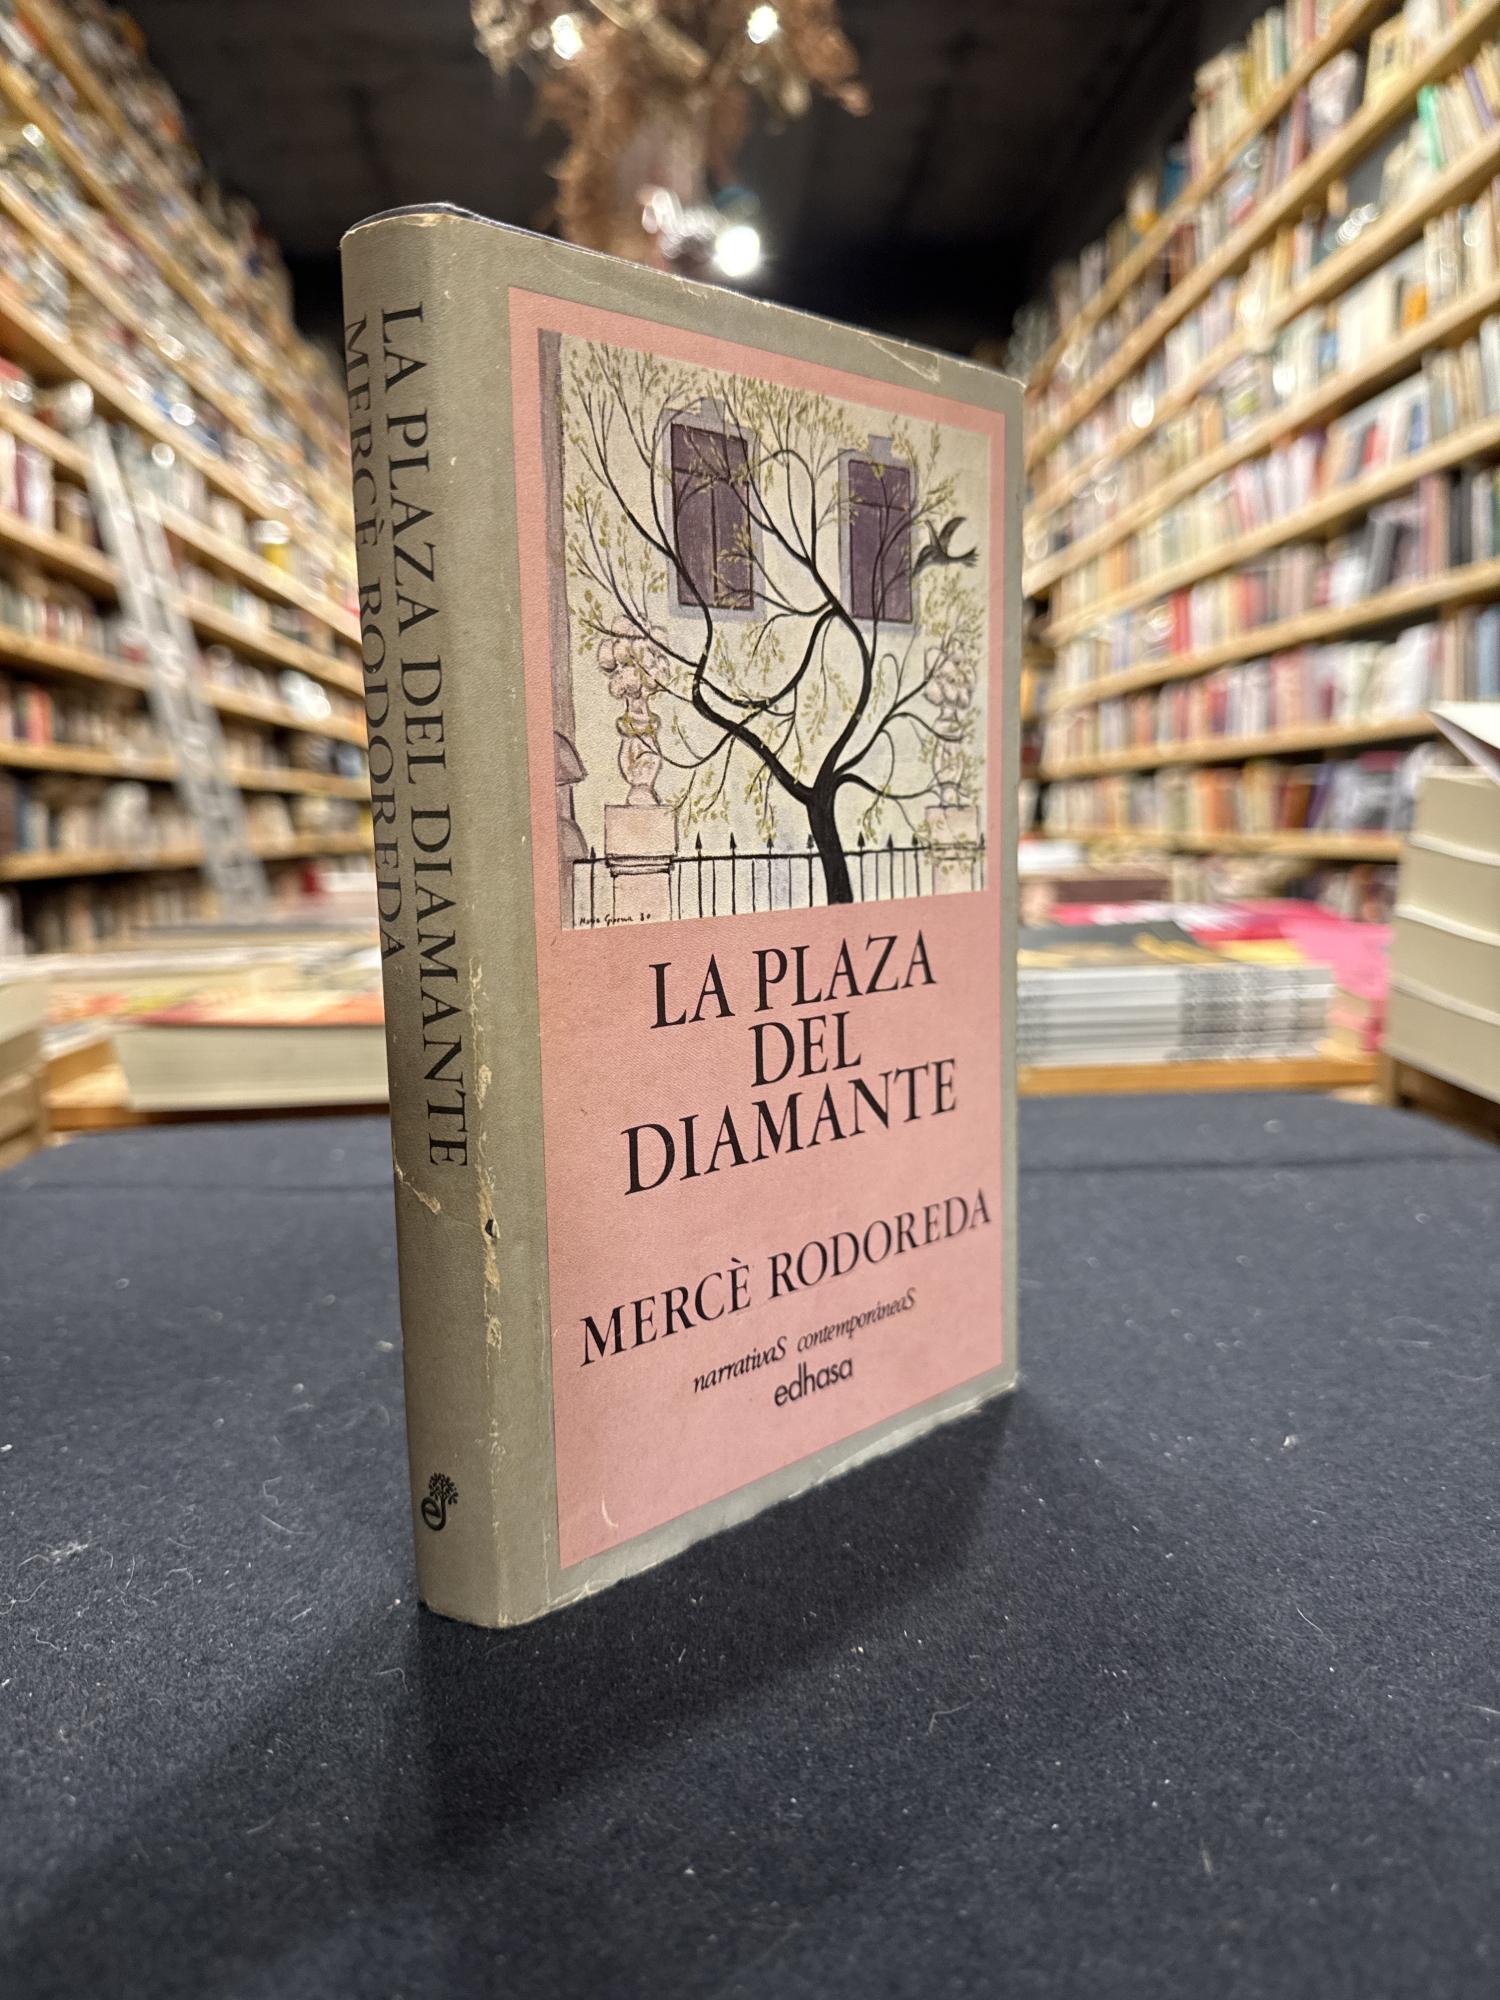 LA PLAZA DEL DIAMANTE
MERCÈ RODOREDA
LA PLAZA
DEL
DIAMANTE
MERCÈ RODOREDA
narrativaS contemporáneaS
edhasa